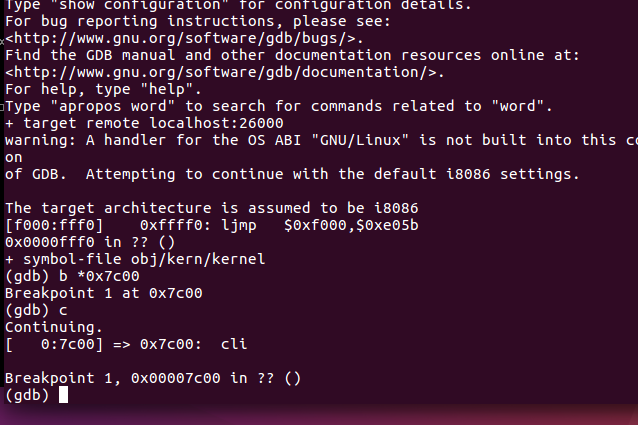 Type "show configuration" for configuration details.
For bug reporting instructions, please see:
<http://www.gnu.org/software/gdb/bugs/>.
Find the GDB manual and other documentation resources online at:
<http://www.gnu.org/software/gdb/documentation/>.
For help, type "help".
Type "apropos word" to search for commands related to "word".
+ target remote localhost:26000
warning: A handler for the OS ABI "GNU/Linux" is not built into this
on
of GDB.  Attempting to continue with the default i8086 settings.

The target architecture is assumed to be i8086
[f000:fff0]    0xffff0: ljmp   $0xf000,$0xe05b
0x0000fff0 in ?? ()
+ symbol-file obj/kern/kernel
(gdb) b *0x7c00
Breakpoint 1 at 0x7c00
(gdb) c
Continuing.
[   0:7c00] => 0x7c00:  cli

Breakpoint 1, 0x00007c00 in ?? ()
(gdb)